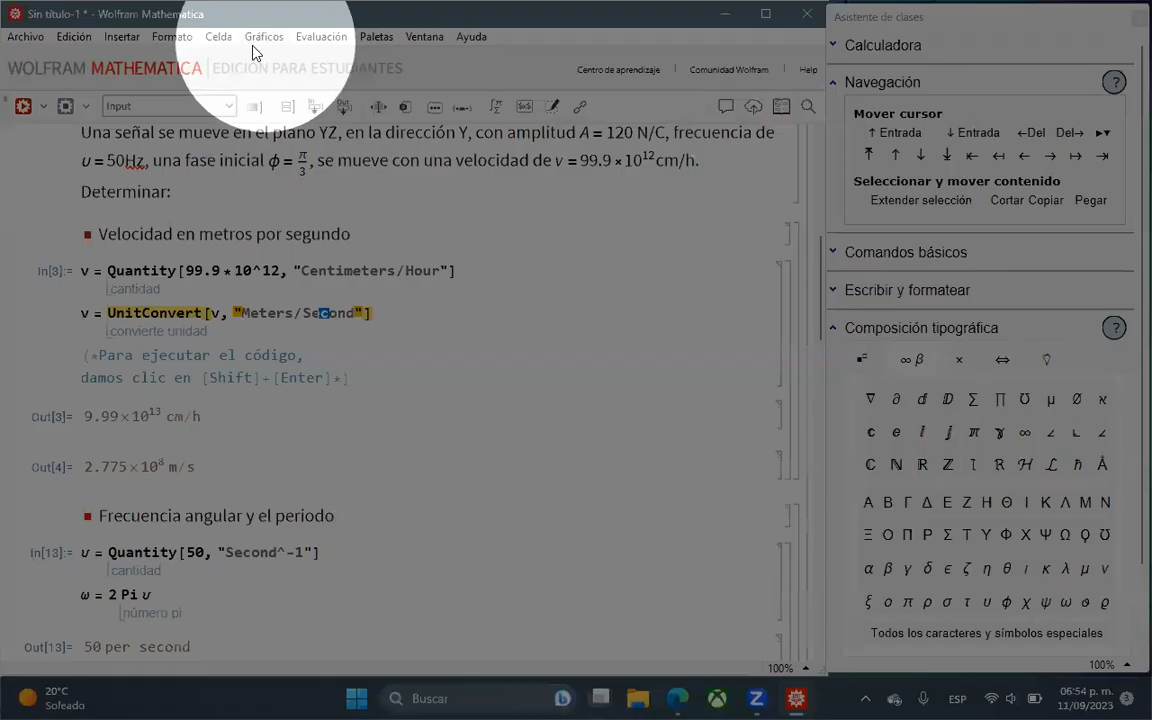 Sin título-1 * - Wolfram Mathematica
Archivo Edición Insertar Formato Celda Gráficos Evaluación Paletas Ventana Ayuda
WOLFRAM MATHEMATICA | EDICIÓN PARA ESTUDIANTES
Centro de aprendizaje | Comunidad Wolfram | Help
Input
Una señal se mueve en el plano YZ, en la dirección Y, con amplitud A = 120 N/C, frecuencia de
υ = 50Hz, una fase inicial ϕ = π/3, se mueve con una velocidad de v = 99.9 * 10^12 cm/h.
Determinar:
Velocidad en metros por segundo
In[3]:= v = Quantity[99.9 * 10^12, "Centimeters/Hour"]
cantidad
v = UnitConvert[v, "Meters/Second"]
convierte unidad
(*Para ejecutar el código,
damos clic en [Shift]+[Enter]*)
Out[3]= 9.99×10^13 cm/h
Out[4]= 2.775×10^8 m/s
Frecuencia angular y el periodo
In[13]:= υ = Quantity[50, "Second^-1"]
cantidad
ω = 2 Pi υ
número pi
Out[13]= 50 per second
100%
Asistente de clases
Calculadora
Navegación ?
Mover cursor
↑ Entrada ↓ Entrada ←Del Del→ ▸▾
Seleccionar y mover contenido
Extender selección Cortar Copiar Pegar
Comandos básicos
Escribir y formatear
Composición tipográfica ?
∞ β × ⇔
∇ ∂ ⅆ ⅅ ∑ ∏ ℧ μ Ø ℵ
𝕔 ⅇ ⅈ ⅉ π γ ∞ ∠ ∟ ∠
ℂ ℕ ℝ ℤ ℩ ℛ ℋ ℒ ℏ Å
Α Β Γ Δ Ε Ζ Η Θ Ι Κ Λ Μ Ν
Ξ Ο Π Ρ Σ Τ Υ Φ Χ Ψ Ω Ϙ ℧
α β γ δ ϵ ζ η θ ι κ λ μ ν
ξ ο π ρ σ τ υ ϕ χ ψ ω ϑ ϱ
Todos los caracteres y símbolos especiales
100%
20°C
Soleado
Buscar
ESP
06:54 p. m.
11/09/2023
3